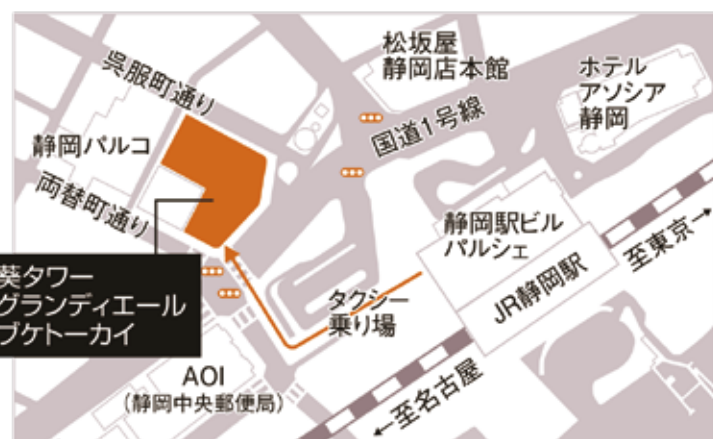 呉服町通り
松坂屋
静岡店本館
ホテル
アソシア
静岡
国道1号線
静岡パルコ
両替町通り
静岡駅ビル
パルシェ
至東京→
JR静岡駅
葵タワー
グランディエール
ブケトーカイ
タクシー
乗り場
AOI
(静岡中央郵便局)
←至名古屋